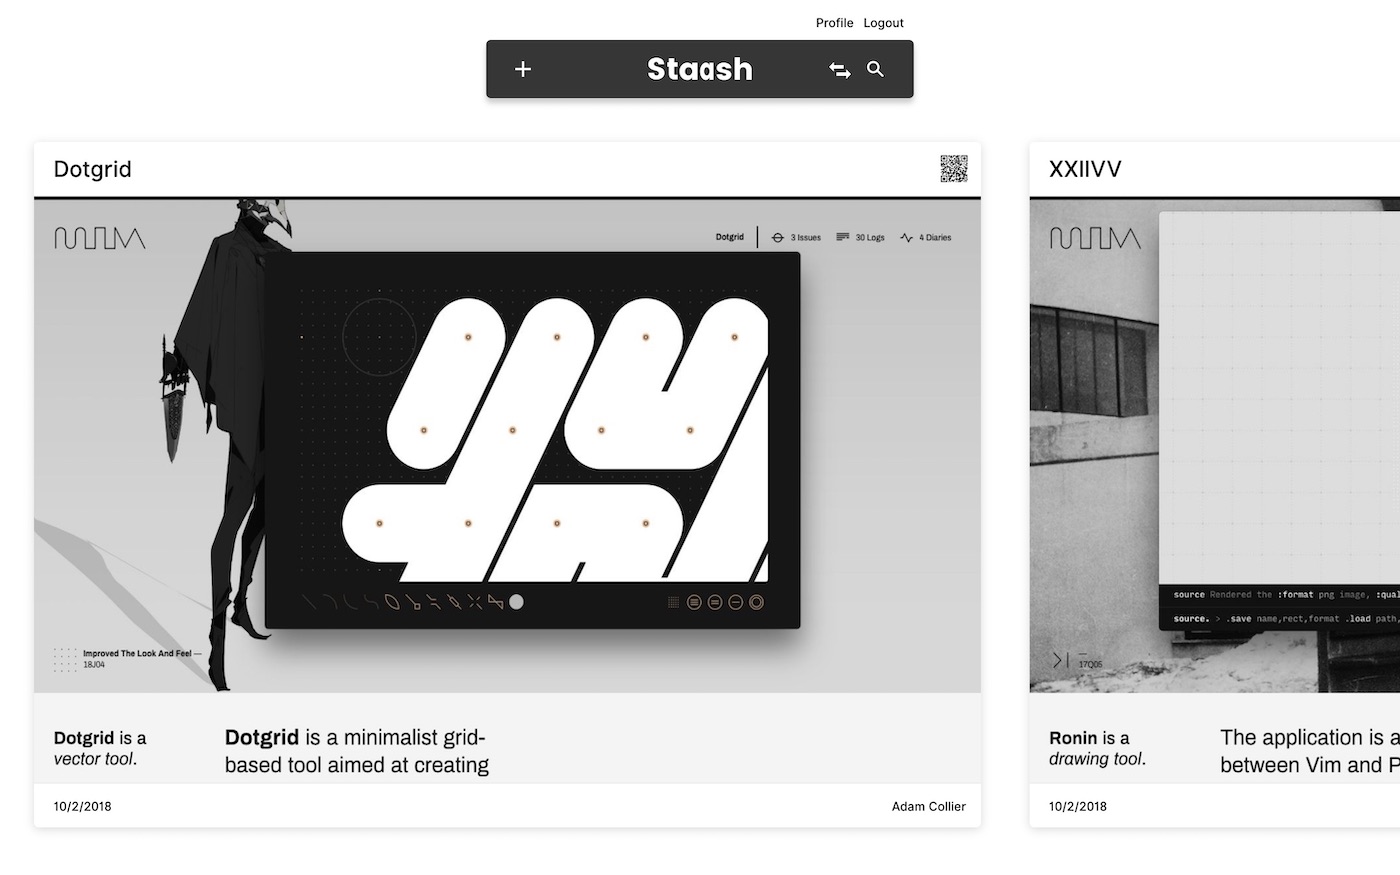 Profile Logout
Staash
Dotgrid
Dotgrid 3 Issues 30 Logs 4 Diaries
Improved The Look And Feel —
18J04
Dotgrid is a
vector tool.
Dotgrid is a minimalist grid-
based tool aimed at creating
10/2/2018 Adam Collier
XXIIVV
source Rendered the :format png image, :qual
source. > .save name,rect,format .load path,
17Q05
Ronin is a
drawing tool.
The application is a
between Vim and P
10/2/2018